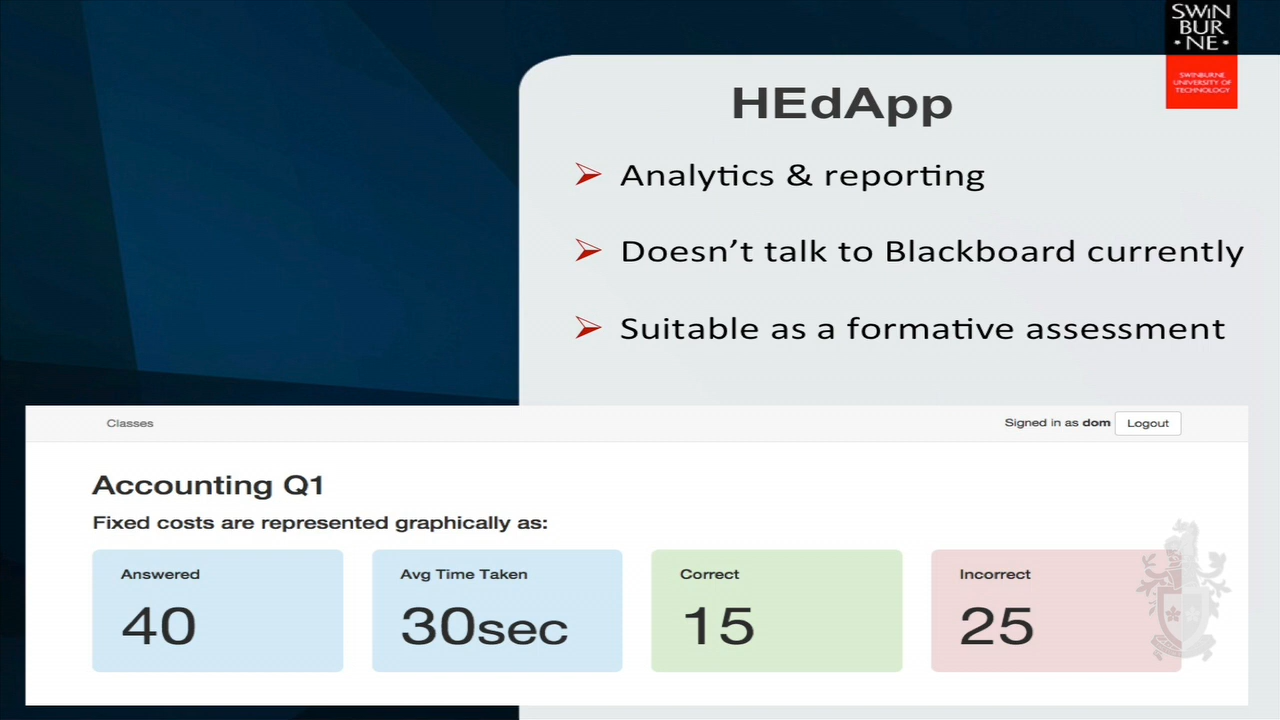 SWIN
BUR
• NE •
SWINBURNE
UNIVERSITY OF
TECHNOLOGY
HEdApp
Analytics & reporting
Doesn’t talk to Blackboard currently
Suitable as a formative assessment
Classes
Signed in as dom
Logout
Accounting Q1
Fixed costs are represented graphically as:
Answered
40
Avg Time Taken
30sec
Correct
15
Incorrect
25